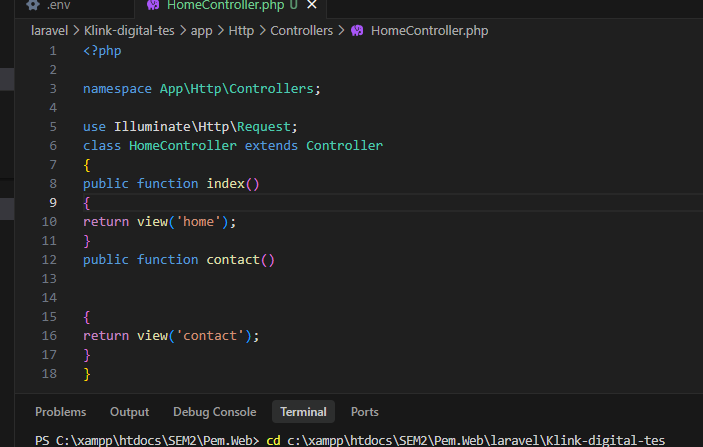 .env HomeController.php U
laravel > Klink-digital-tes > app > Http > Controllers > HomeController.php
1 <?php
2
3 namespace App\Http\Controllers;
4
5 use Illuminate\Http\Request;
6 class HomeController extends Controller
7 {
8 public function index()
9 {
10 return view('home');
11 }
12 public function contact()
13
14
15 {
16 return view('contact');
17 }
18 }
Problems Output Debug Console Terminal Ports
PS C:\xampp\htdocs\SEM2\Pem.Web> cd c:\xampp\htdocs\SEM2\Pem.Web\laravel\Klink-digital-tes